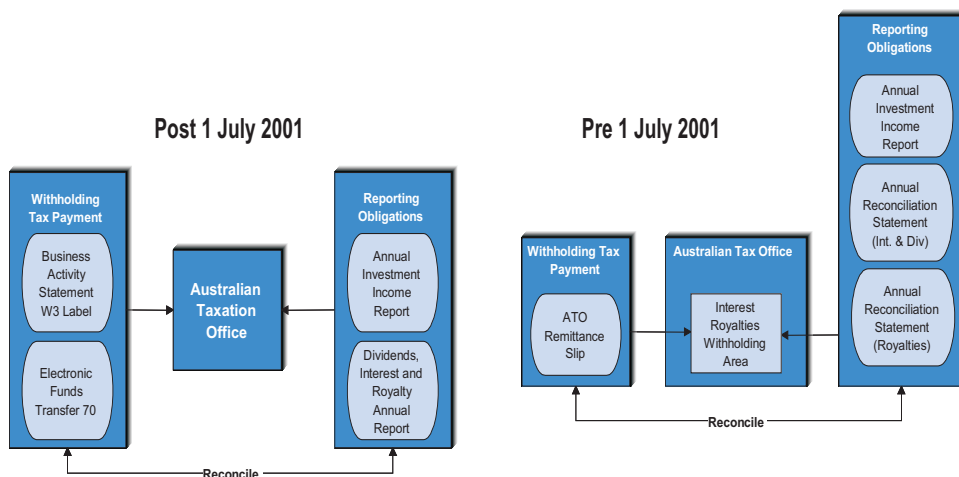 Post 1 July 2001
Withholding
Tax Payment
Business
Activity
Statement
W3 Label
Electronic
Funds
Transfer 70
Australian
Taxation
Office
Reporting
Obligations
Annual
Investment
Income
Report
Dividends,
Interest and
Royalty
Annual
Report
Reconcile
Pre 1 July 2001
Withholding Tax
Payment
ATO
Remittance
Slip
Australian Tax Office
Interest
Royalties
Withholding
Area
Reporting
Obligations
Annual
Investment
Income
Report
Annual
Reconciliation
Statement
(Int. & Div)
Annual
Reconciliation
Statement
(Royalties)
Reconcile